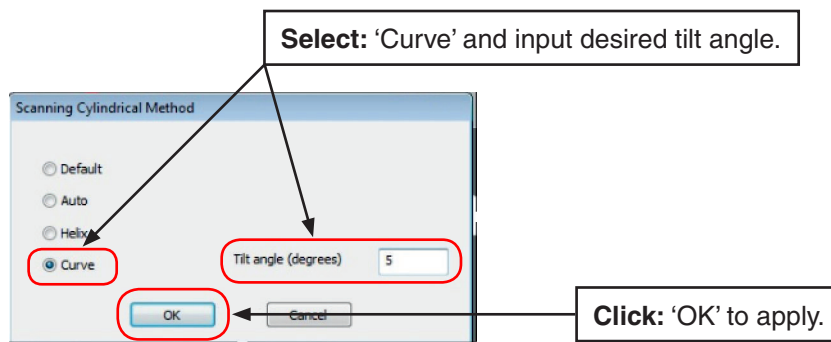 Select: ‘Curve’ and input desired tilt angle.
Scanning Cylindrical Method
Default
Auto
Helix
Curve
Tilt angle (degrees) 5
OK Cancel
Click: ‘OK’ to apply.